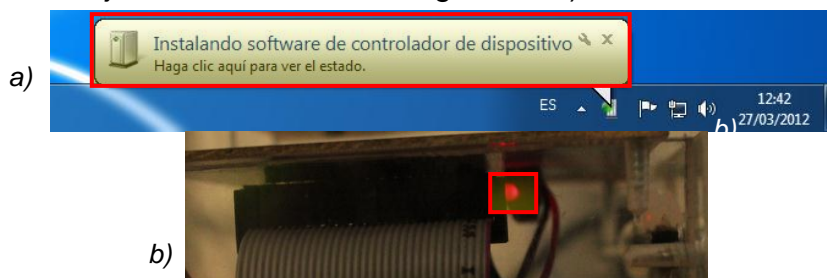 a)
Instalando software de controlador de dispositivo
Haga clic aquí para ver el estado.
ES
12:42
27/03/2012
b)
b)